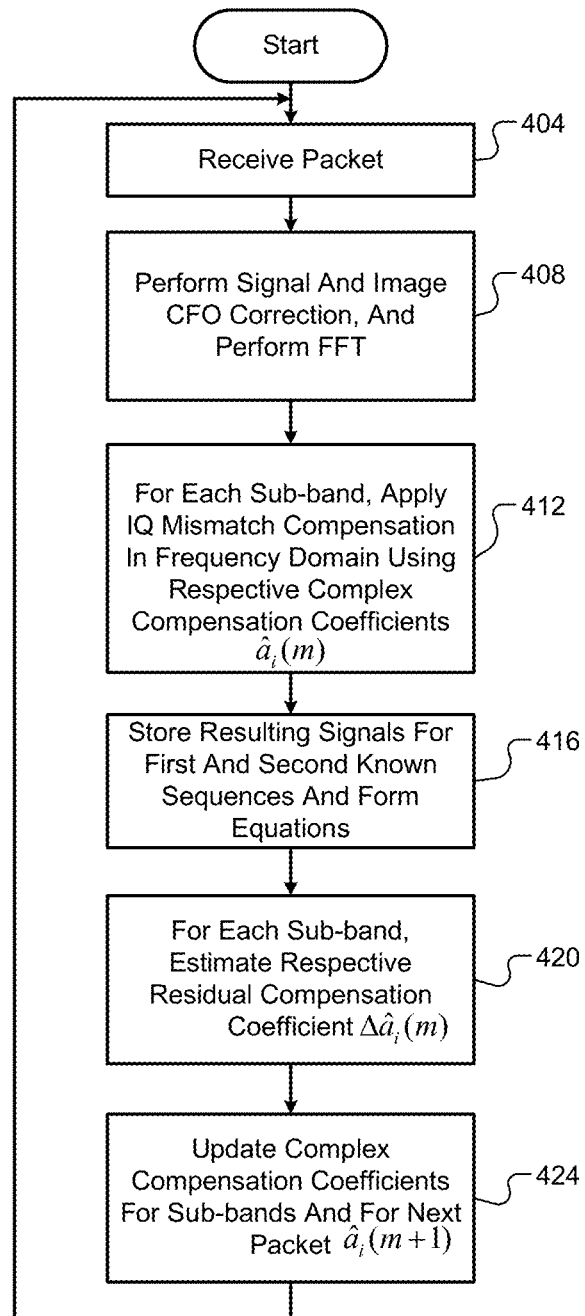 Start
Receive Packet
404
Perform Signal And Image
CFO Correction, And
Perform FFT
408
For Each Sub-band, Apply
IQ Mismatch Compensation
In Frequency Domain Using
Respective Complex
Compensation Coefficients
âᵢ(m)
412
Store Resulting Signals For
First And Second Known
Sequences And Form
Equations
416
For Each Sub-band,
Estimate Respective
Residual Compensation
Coefficient Δâᵢ(m)
420
Update Complex
Compensation Coefficients
For Sub-bands And For Next
Packet âᵢ(m+1)
424